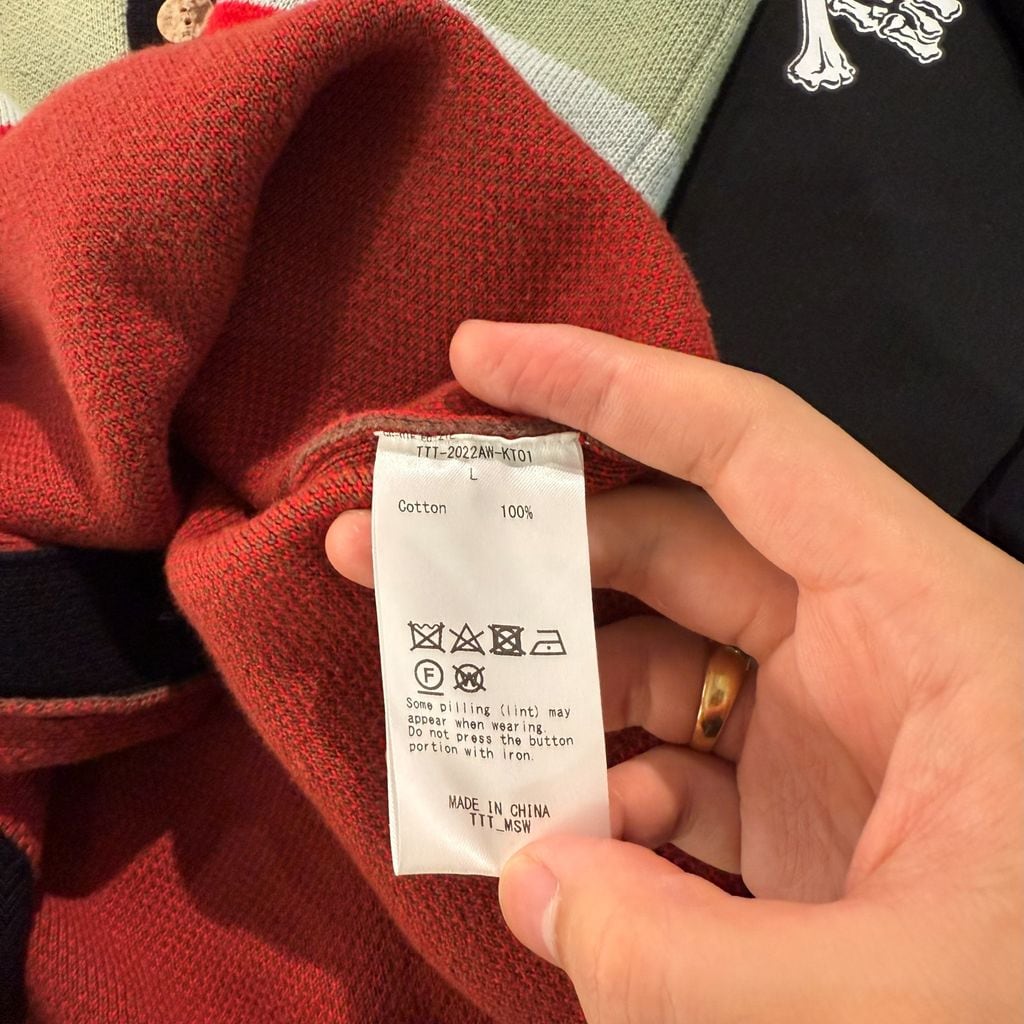 TTT-2022AW-KT01
L
Cotton 100%
F
W
Some pilling (lint) may
appear when wearing.
Do not press the button
portion with iron.
MADE IN CHINA
TTT_MSW